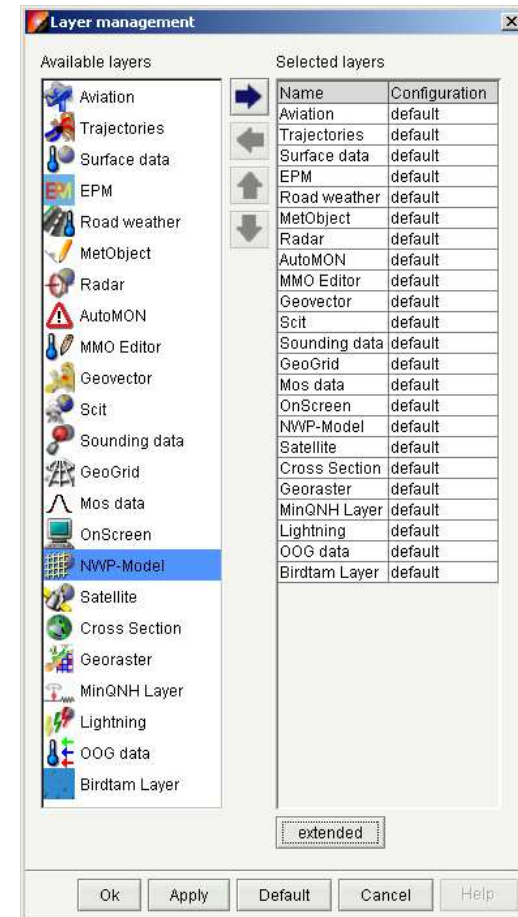 Layer management
Available layers
Aviation
Trajectories
Surface data
EPM
EPM
Road weather
MetObject
Radar
AutoMON
MMO Editor
Geovector
Scit
Sounding data
GeoGrid
Mos data
OnScreen
NWP-Model
Satellite
Cross Section
Georaster
MinQNH Layer
Lightning
OOG data
Birdtam Layer
Selected layers
Name Configuration
Aviation default
Trajectories default
Surface data default
EPM default
Road weather default
MetObject default
Radar default
AutoMON default
MMO Editor default
Geovector default
Scit default
Sounding data default
GeoGrid default
Mos data default
OnScreen default
NWP-Model default
Satellite default
Cross Section default
Georaster default
MinQNH Layer default
Lightning default
OOG data default
Birdtam Layer default
extended
Ok Apply Default Cancel Help